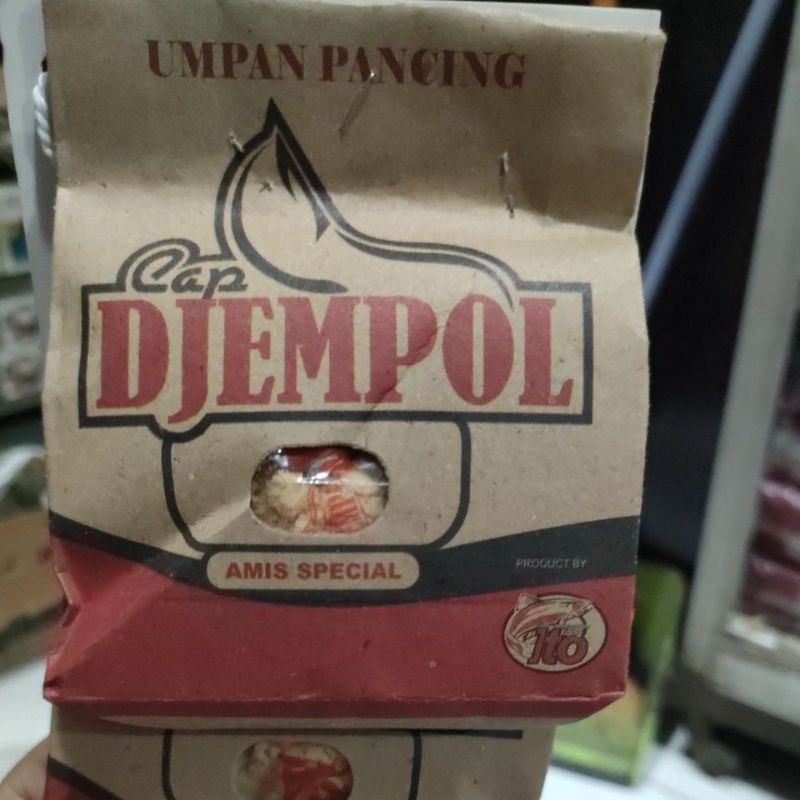 UMPAN PANCING
Cap
DJEMPOL
AMIS SPECIAL
PRODUCT BY
Ito